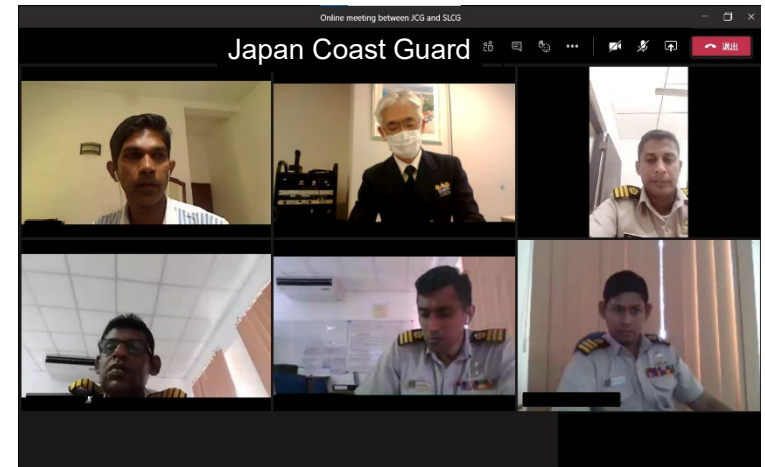 Online meeting between JCG and SLCG
Japan Coast Guard
退出